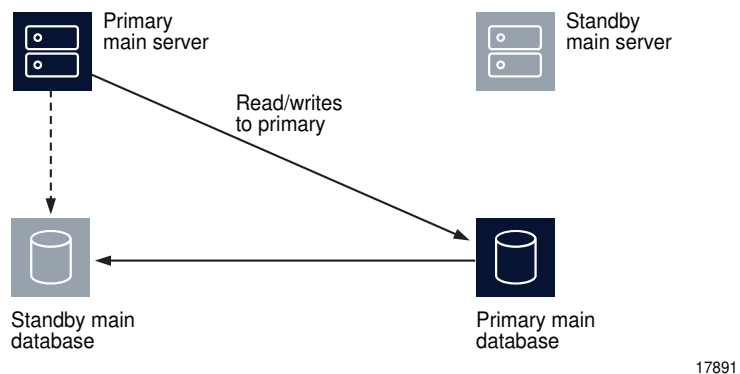 Primary
main server
Standby
main server
Read/writes
to primary
Standby main
database
Primary main
database
17891